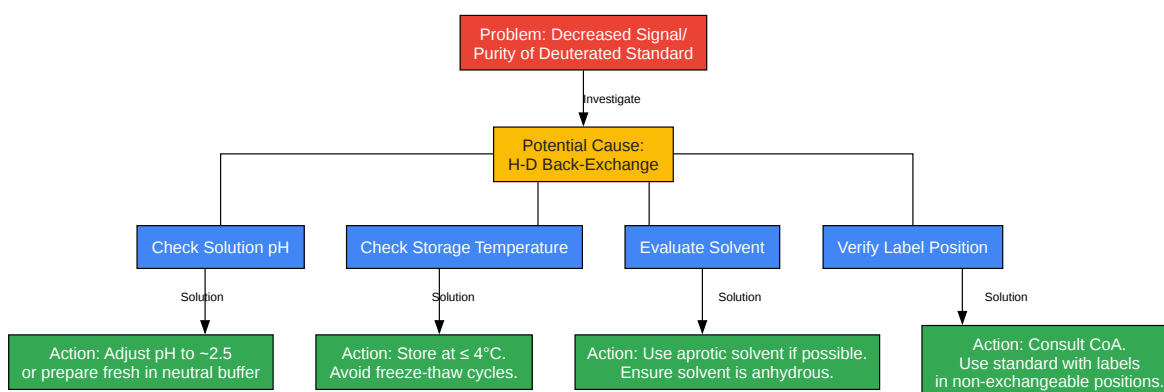 Problem: Decreased Signal/
Purity of Deuterated Standard
Investigate
Potential Cause:
H-D Back-Exchange
Check Solution pH
Check Storage Temperature
Evaluate Solvent
Verify Label Position
Solution
Solution
Solution
Solution
Action: Adjust pH to ~2.5
or prepare fresh in neutral buffer
Action: Store at ≤ 4°C.
Avoid freeze-thaw cycles.
Action: Use aprotic solvent if possible.
Ensure solvent is anhydrous.
Action: Consult CoA.
Use standard with labels
in non-exchangeable positions.